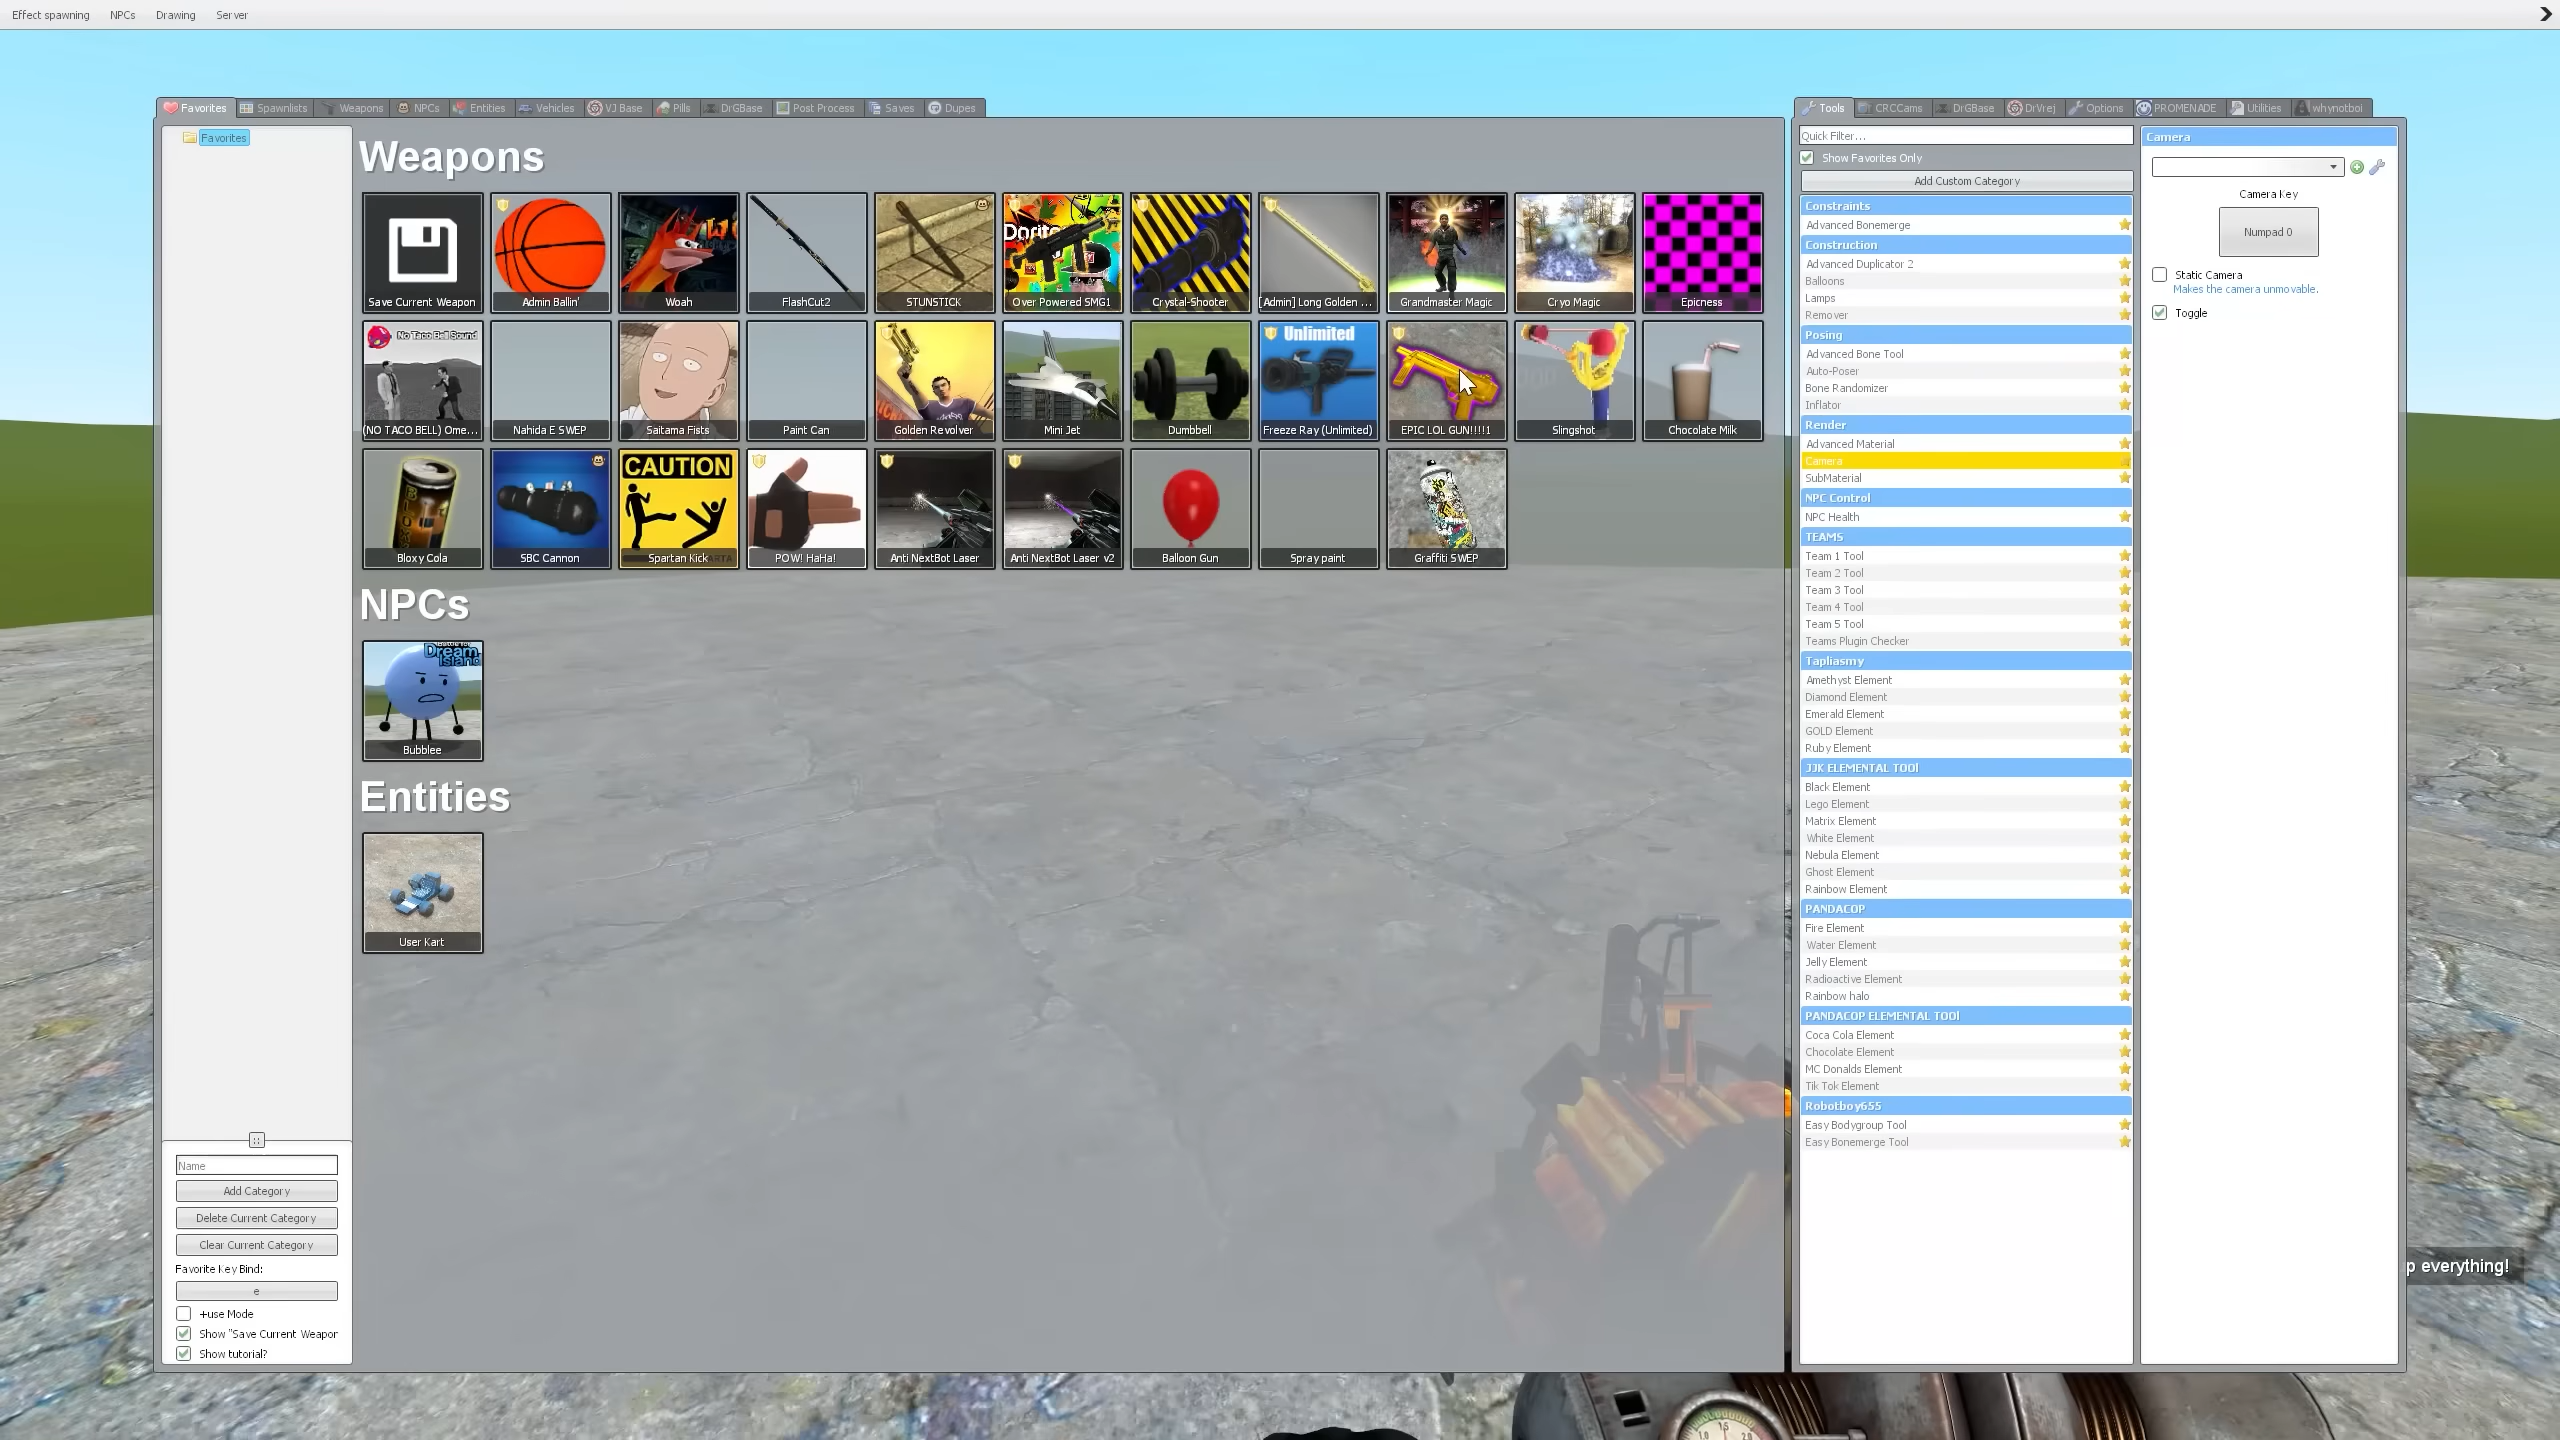 Effect spawning NPCs Drawing Server
Favorites Spawnlists Weapons NPCs Entities Vehicles VJ Base Pills DrGBase Post Process Saves Dupes
Favorites
Weapons
Save Current Weapon Admin Ballin' Woah FlashCut2 STUNSTICK Over Powered SMG1 Crystal-Shooter [Admin] Long Golden ... Grandmaster Magic Cryo Magic Epicness
No Taco Bell Sound
Unlimited
(NO TACO BELL) Ome... Nahida E SWEP Saitama Fists Paint Can Golden Revolver Mini Jet Dumbbell Freeze Ray (Unlimited) EPIC LOL GUN!!!!1 Slingshot Chocolate Milk
CAUTION
Bloxy Cola SBC Cannon Spartan Kick POW! HaHa! Anti NextBot Laser Anti NextBot Laser v2 Balloon Gun Spray paint Graffiti SWEP
NPCs
Dream
Island
Bubblee
Entities
User Kart
Name
Add Category
Delete Current Category
Clear Current Category
Favorite Key Bind:
e
+use Mode
Show "Save Current Weapor
Show tutorial?
Tools CRCCams DrGBase DrVrej Options PROMENADE Utilities whynotboi
Quick Filter...
Show Favorites Only
Add Custom Category
Constraints
Advanced Bonemerge
Construction
Advanced Duplicator 2
Balloons
Lamps
Remover
Posing
Advanced Bone Tool
Auto-Poser
Bone Randomizer
Inflator
Render
Advanced Material
Camera
SubMaterial
NPC Control
NPC Health
TEAMS
Team 1 Tool
Team 2 Tool
Team 3 Tool
Team 4 Tool
Team 5 Tool
Teams Plugin Checker
Tapliasmy
Amethyst Element
Diamond Element
Emerald Element
GOLD Element
Ruby Element
JJK ELEMENTAL TOOl
Black Element
Lego Element
Matrix Element
White Element
Nebula Element
Ghost Element
Rainbow Element
PANDACOP
Fire Element
Water Element
Jelly Element
Radioactive Element
Rainbow halo
PANDACOP ELEMENTAL TOOl
Coca Cola Element
Chocolate Element
MC Donalds Element
Tik Tok Element
Robotboy655
Easy Bodygroup Tool
Easy Bonemerge Tool
Camera
Camera Key
Numpad 0
Static Camera
Makes the camera unmovable.
Toggle
p everything!